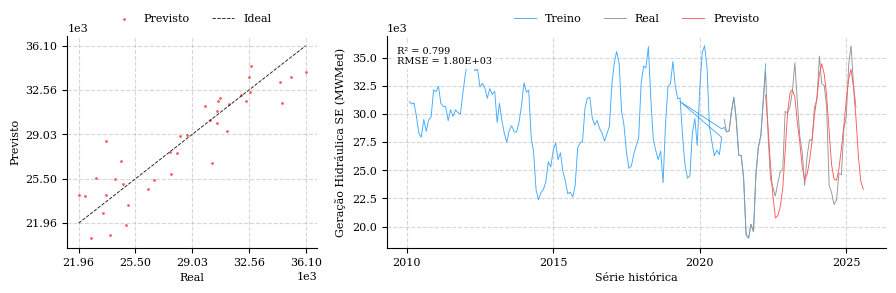 Previsto Ideal
1e3
36.10
32.56
29.03
25.50
21.96
Previsto
21.96 25.50 29.03 32.56 36.10
1e3
Real
Treino Real Previsto
1e3
R² = 0.799
RMSE = 1.80E+03
35.0
32.5
30.0
27.5
25.0
22.5
20.0
Geração Hidráulica SE (MWMed)
2010 2015 2020 2025
Série histórica